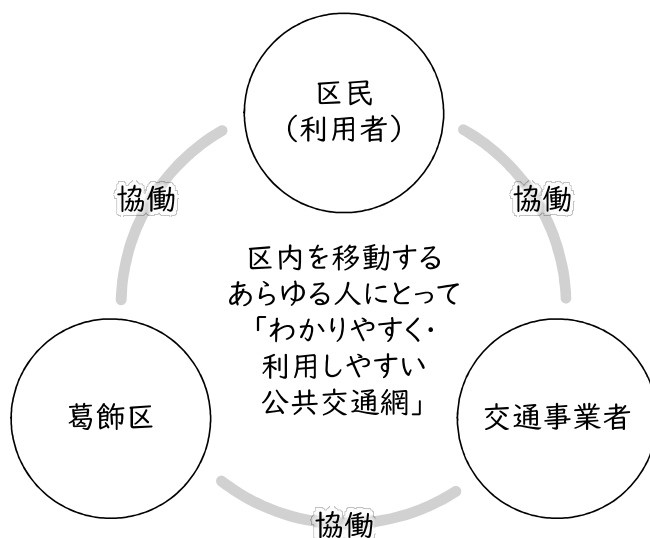 区民
（利用者）
協働
協働
区内を移動する
あらゆる人にとって
「わかりやすく・
利用しやすい
公共交通網」
葛飾区
交通事業者
協働